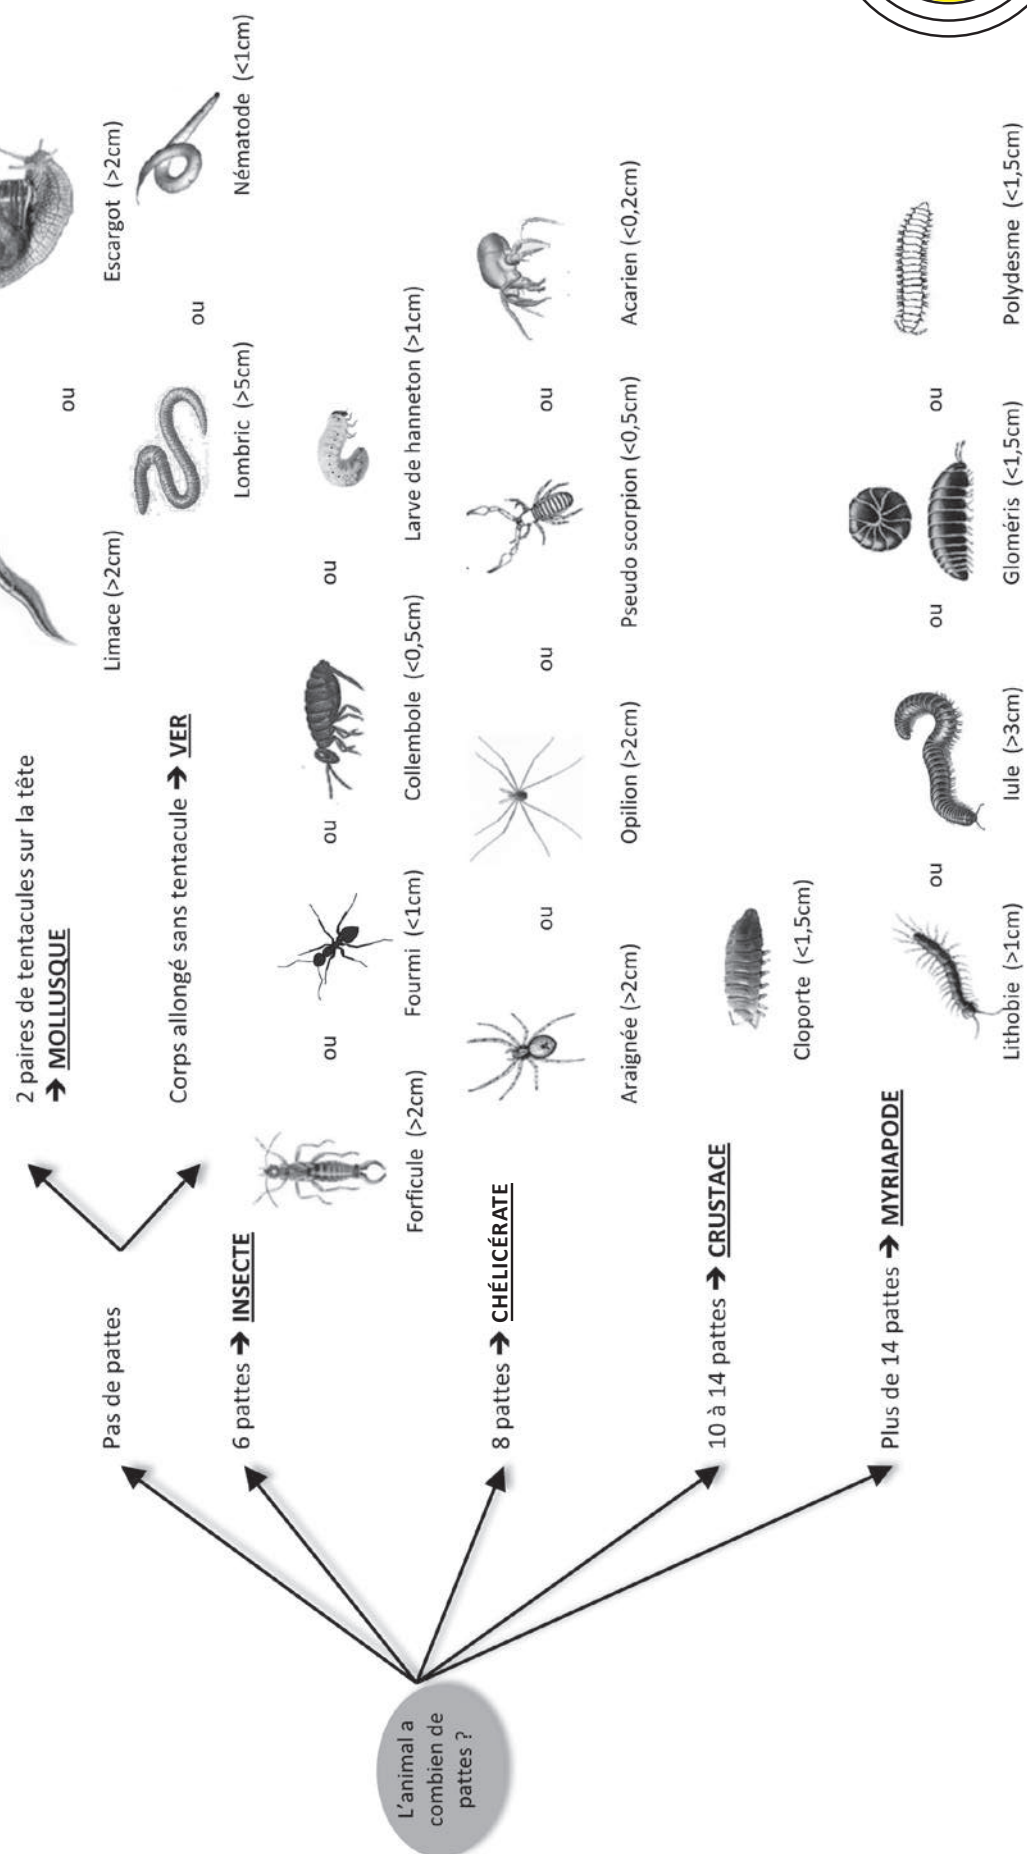 L'animal a
combien de
pattes ?
Pas de pattes
2 paires de tentacules sur la tête
➔ MOLLUSQUE
Limace (>2cm)
ou
Escargot (>2cm)
Corps allongé sans tentacule ➔ VER
Lombric (>5cm)
ou
Nématode (<1cm)
6 pattes ➔ INSECTE
Forficule (>2cm)
ou
Fourmi (<1cm)
ou
Collembole (<0,5cm)
ou
Larve de hanneton (>1cm)
8 pattes ➔ CHÉLICÉRATE
Araignée (>2cm)
ou
Opilion (>2cm)
ou
Pseudo scorpion (<0,5cm)
ou
Acarien (<0,2cm)
10 à 14 pattes ➔ CRUSTACE
Cloporte (<1,5cm)
Plus de 14 pattes ➔ MYRIAPODE
Lithobie (>1cm)
ou
Iule (>3cm)
ou
Gloméris (<1,5cm)
ou
Polydesme (<1,5cm)